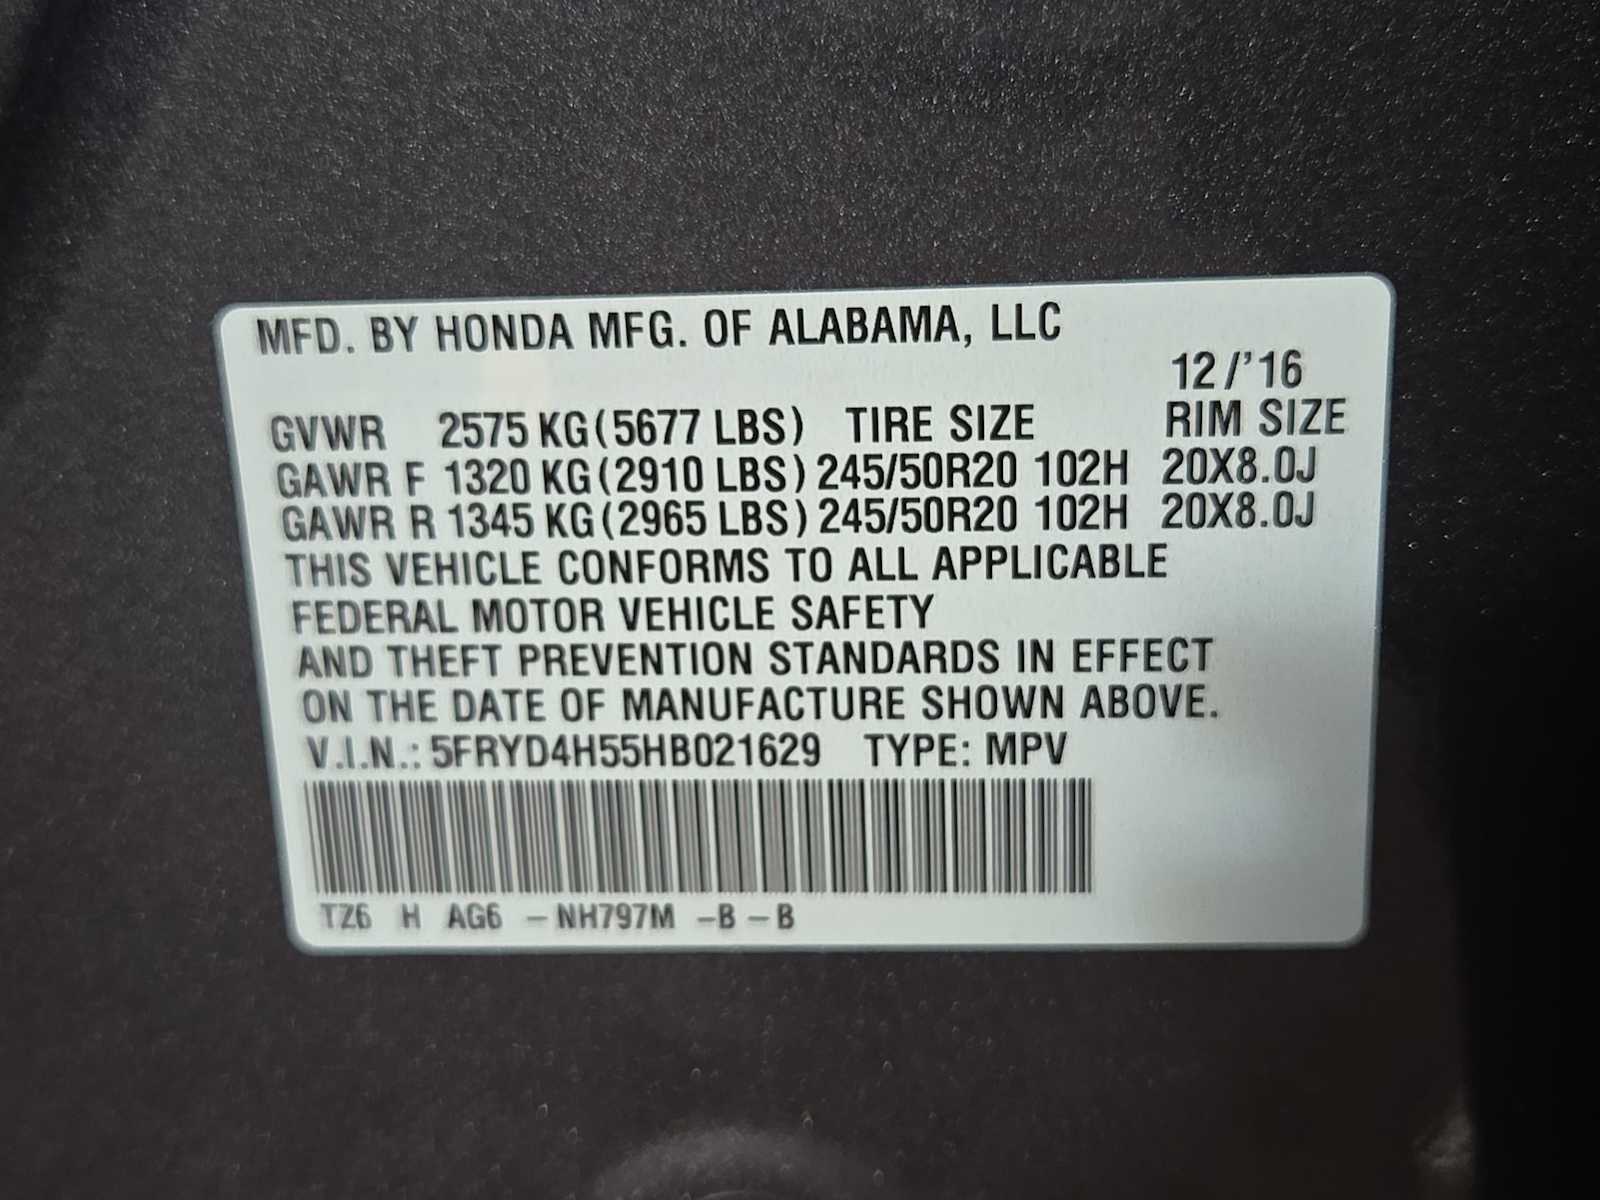 MFD. BY HONDA MFG. OF ALABAMA, LLC
12/'16
GVWR 2575 KG (5677 LBS) TIRE SIZE RIM SIZE
GAWR F 1320 KG (2910 LBS) 245/50R20 102H 20X8.0J
GAWR R 1345 KG (2965 LBS) 245/50R20 102H 20X8.0J
THIS VEHICLE CONFORMS TO ALL APPLICABLE
FEDERAL MOTOR VEHICLE SAFETY
AND THEFT PREVENTION STANDARDS IN EFFECT
ON THE DATE OF MANUFACTURE SHOWN ABOVE.
V.I.N.: 5FRYD4H55HB021629 TYPE: MPV
TZ6 H AG6 - NH797M - B - B